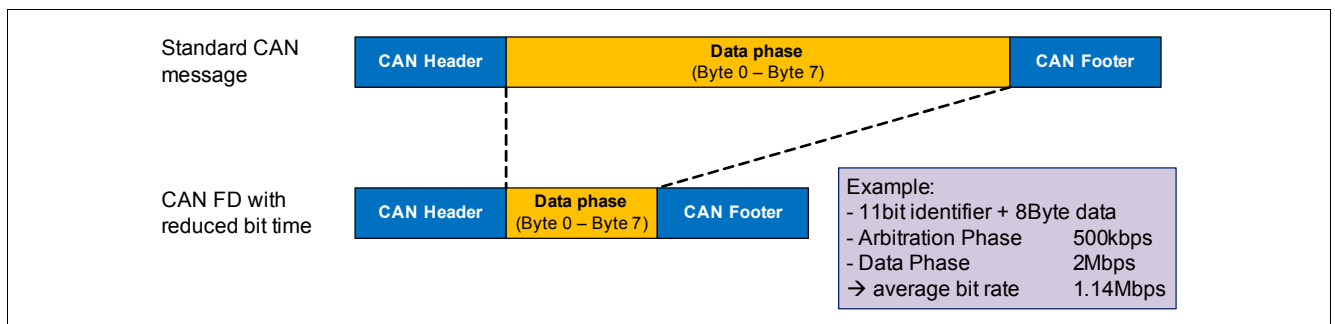 Standard CAN
message
CAN Header
Data phase
(Byte 0 – Byte 7)
CAN Footer
CAN FD with
reduced bit time
CAN Header
Data phase
(Byte 0 – Byte 7)
CAN Footer
Example:
- 11bit identifier + 8Byte data
- Arbitration Phase 500kbps
- Data Phase 2Mbps
→ average bit rate 1.14Mbps